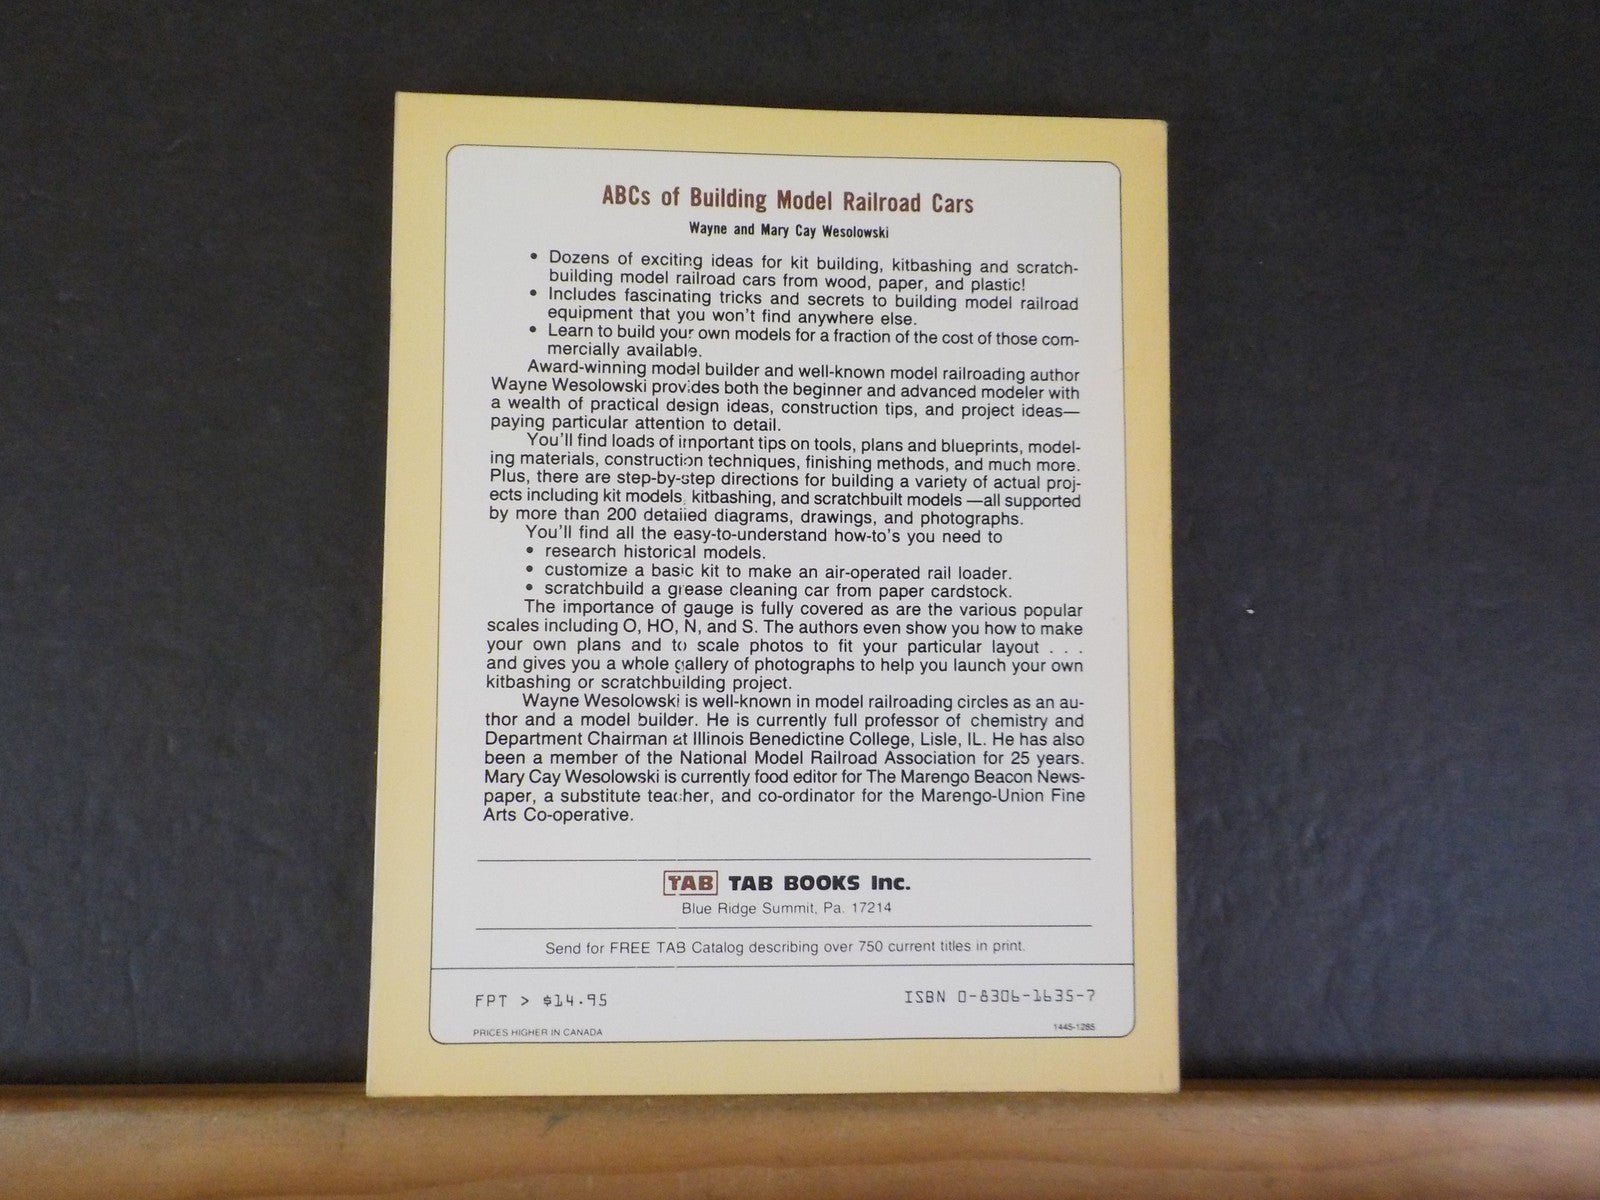 ABCs of Building Model Railroad Cars
Wayne and Mary Cay Wesolowski
• Dozens of exciting ideas for kit building, kitbashing and scratch-
building model railroad cars from wood, paper, and plastic!
• Includes fascinating tricks and secrets to building model railroad
equipment that you won't find anywhere else.
• Learn to build your own models for a fraction of the cost of those com-
mercially available.
Award-winning model builder and well-known model railroading author
Wayne Wesolowski provides both the beginner and advanced modeler with
a wealth of practical design ideas, construction tips, and project ideas—
paying particular attention to detail.
You'll find loads of important tips on tools, plans and blueprints, model-
ing materials, construction techniques, finishing methods, and much more.
Plus, there are step-by-step directions for building a variety of actual proj-
ects including kit models, kitbashing, and scratchbuilt models —all supported
by more than 200 detailed diagrams, drawings, and photographs.
You'll find all the easy-to-understand how-to's you need to
• research historical models.
• customize a basic kit to make an air-operated rail loader.
• scratchbuild a grease cleaning car from paper cardstock.
The importance of gauge is fully covered as are the various popular
scales including O, HO, N, and S. The authors even show you how to make
your own plans and to scale photos to fit your particular layout . . .
and gives you a whole gallery of photographs to help you launch your own
kitbashing or scratchbuilding project.
Wayne Wesolowski is well-known in model railroading circles as an au-
thor and a model builder. He is currently full professor of chemistry and
Department Chairman at Illinois Benedictine College, Lisle, IL. He has also
been a member of the National Model Railroad Association for 25 years.
Mary Cay Wesolowski is currently food editor for The Marengo Beacon News-
paper, a substitute teacher, and co-ordinator for the Marengo-Union Fine
Arts Co-operative.
TAB TAB BOOKS Inc.
Blue Ridge Summit, Pa. 17214
Send for FREE TAB Catalog describing over 750 current titles in print.
FPT > $14.95
ISBN 0-8306-1635-7
PRICES HIGHER IN CANADA
1445-1285